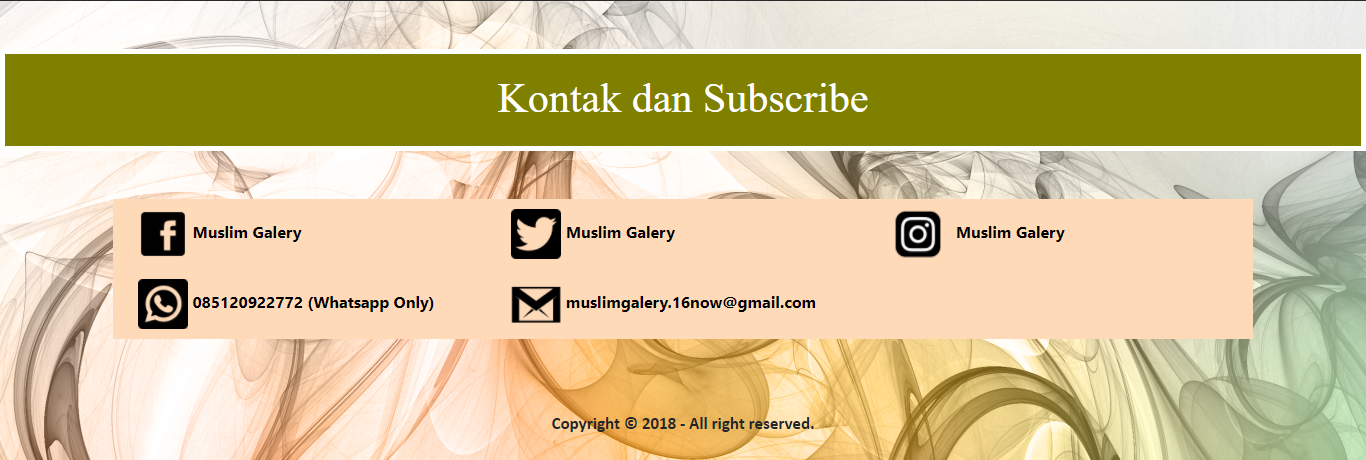 Kontak dan Subscribe
Muslim Galery
Muslim Galery
Muslim Galery
085120922772 (Whatsapp Only)
muslimgalery.16now@gmail.com
Copyright © 2018 - All right reserved.